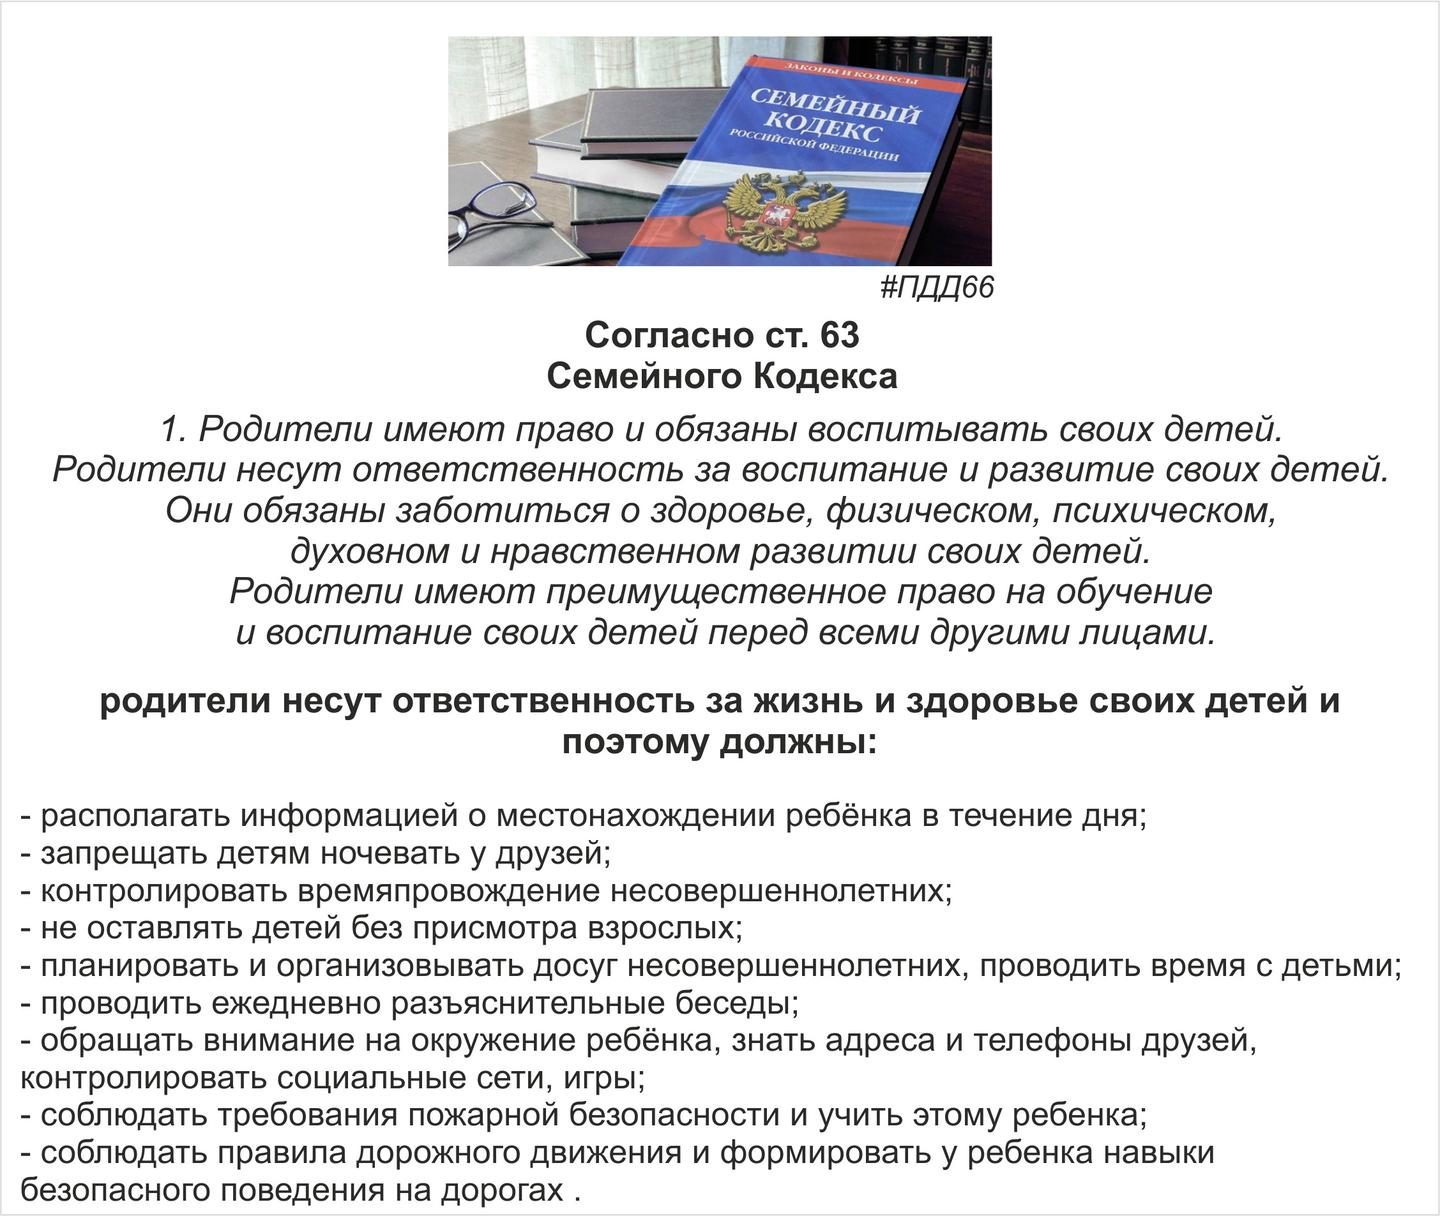 ЗАКОНЫ И КОДЕКСЫ
СЕМЕЙНЫЙ
КОДЕКС
РОССИЙСКОЙ ФЕДЕРАЦИИ
#ПДД66
Согласно ст. 63
Семейного Кодекса
1. Родители имеют право и обязаны воспитывать своих детей.
Родители несут ответственность за воспитание и развитие своих детей.
Они обязаны заботиться о здоровье, физическом, психическом,
духовном и нравственном развитии своих детей.
Родители имеют преимущественное право на обучение
и воспитание своих детей перед всеми другими лицами.
родители несут ответственность за жизнь и здоровье своих детей и
поэтому должны:
- располагать информацией о местонахождении ребёнка в течение дня;
- запрещать детям ночевать у друзей;
- контролировать времяпровождение несовершеннолетних;
- не оставлять детей без присмотра взрослых;
- планировать и организовывать досуг несовершеннолетних, проводить время с детьми;
- проводить ежедневно разъяснительные беседы;
- обращать внимание на окружение ребёнка, знать адреса и телефоны друзей,
контролировать социальные сети, игры;
- соблюдать требования пожарной безопасности и учить этому ребенка;
- соблюдать правила дорожного движения и формировать у ребенка навыки
безопасного поведения на дорогах .